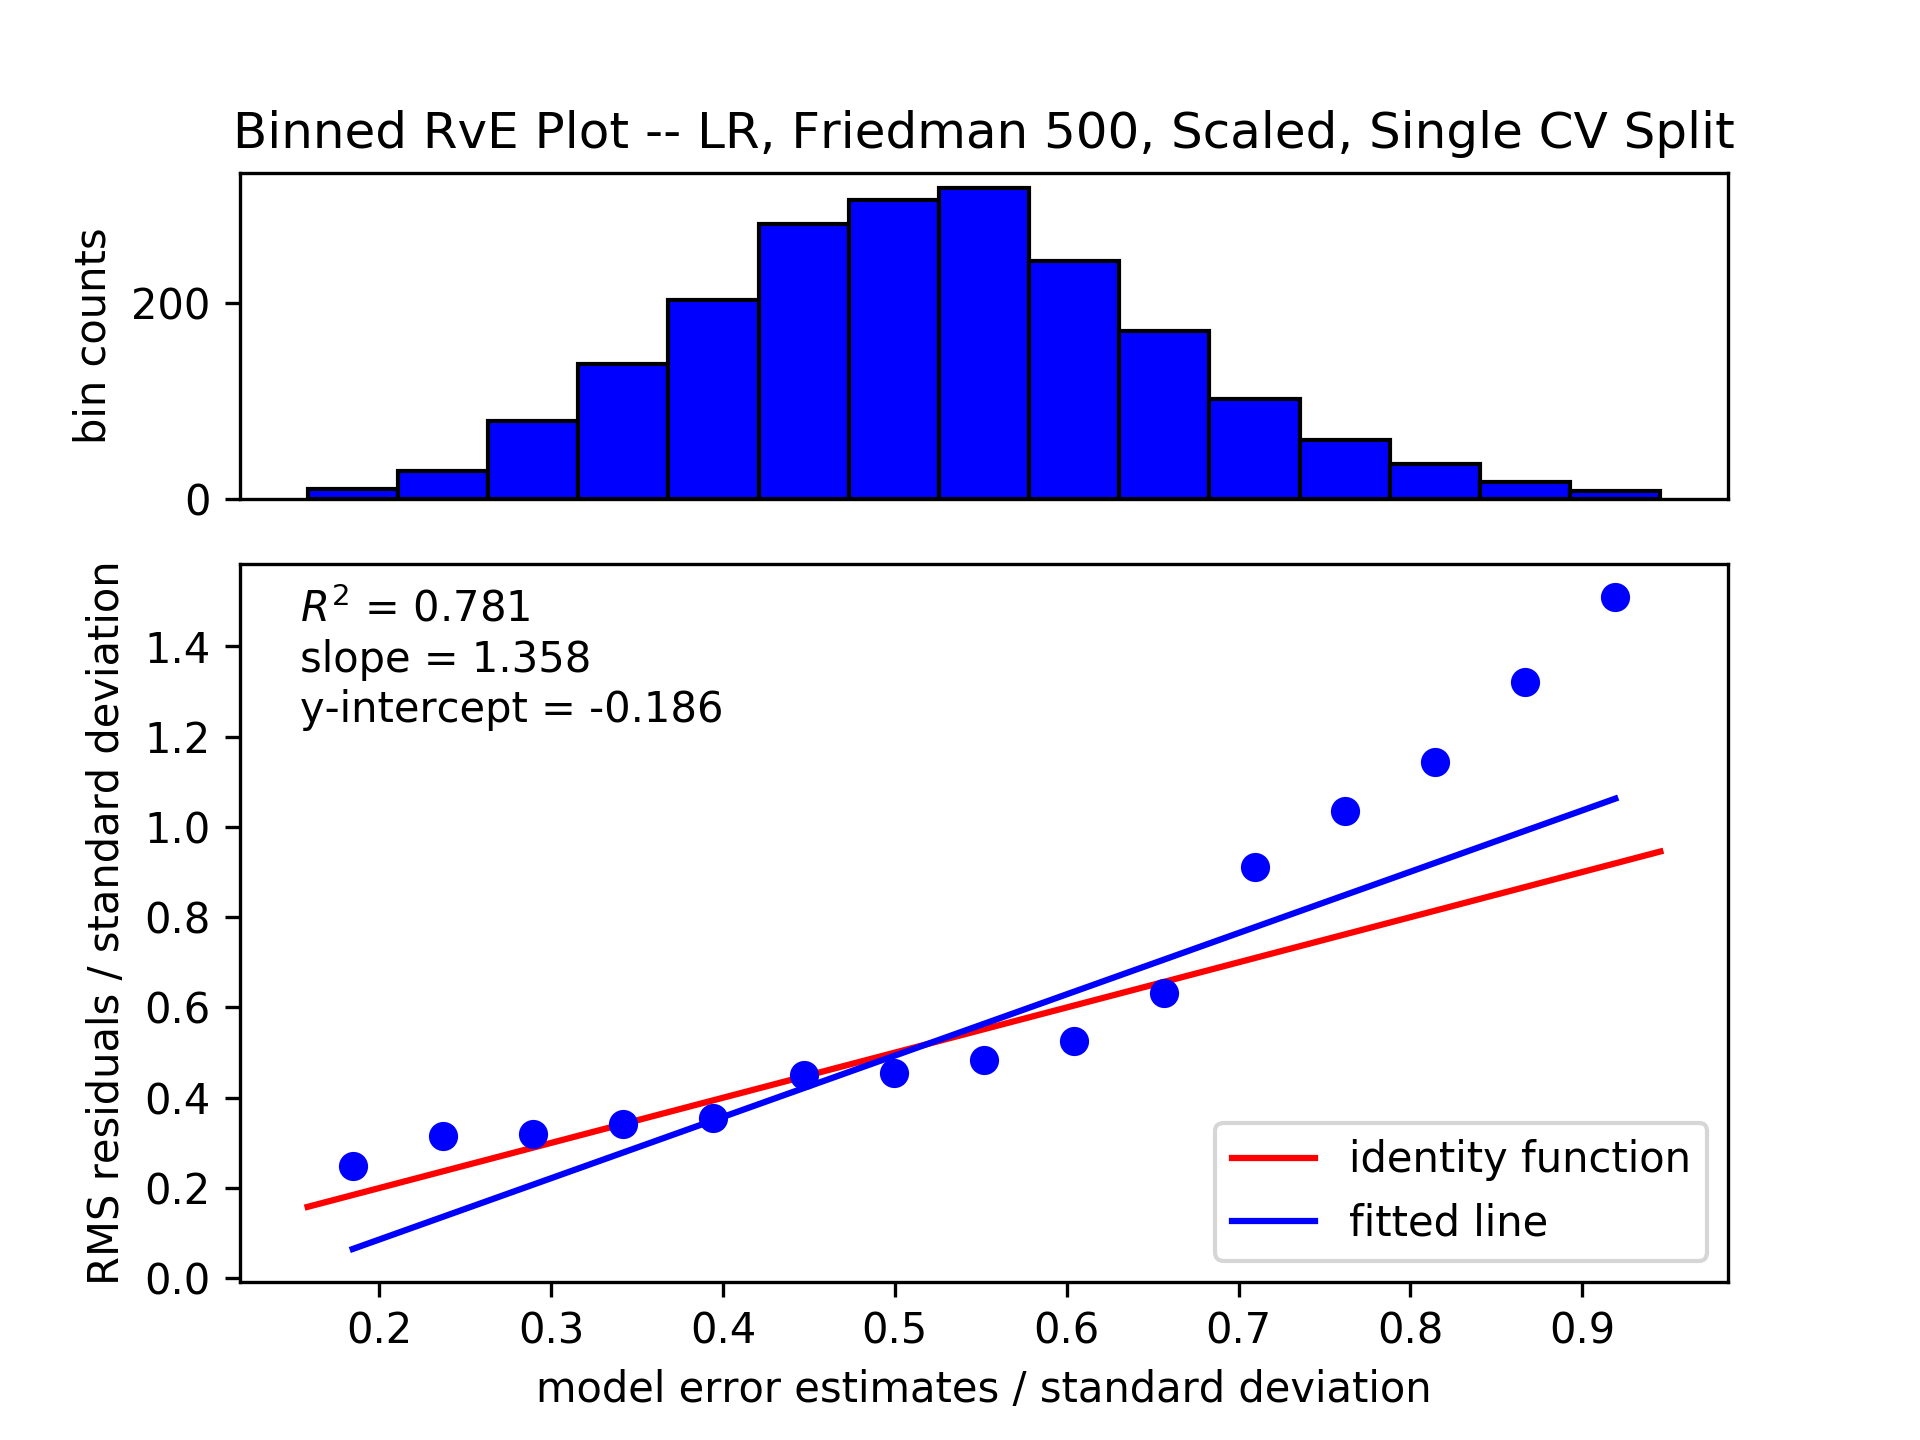 Binned RvE Plot -- LR, Friedman 500, Scaled, Single CV Split
bin counts
200
0
RMS residuals / standard deviation
R² = 0.781
slope = 1.358
y-intercept = -0.186
1.4
1.2
1.0
0.8
0.6
0.4
0.2
0.0
identity function
fitted line
0.2 0.3 0.4 0.5 0.6 0.7 0.8 0.9
model error estimates / standard deviation